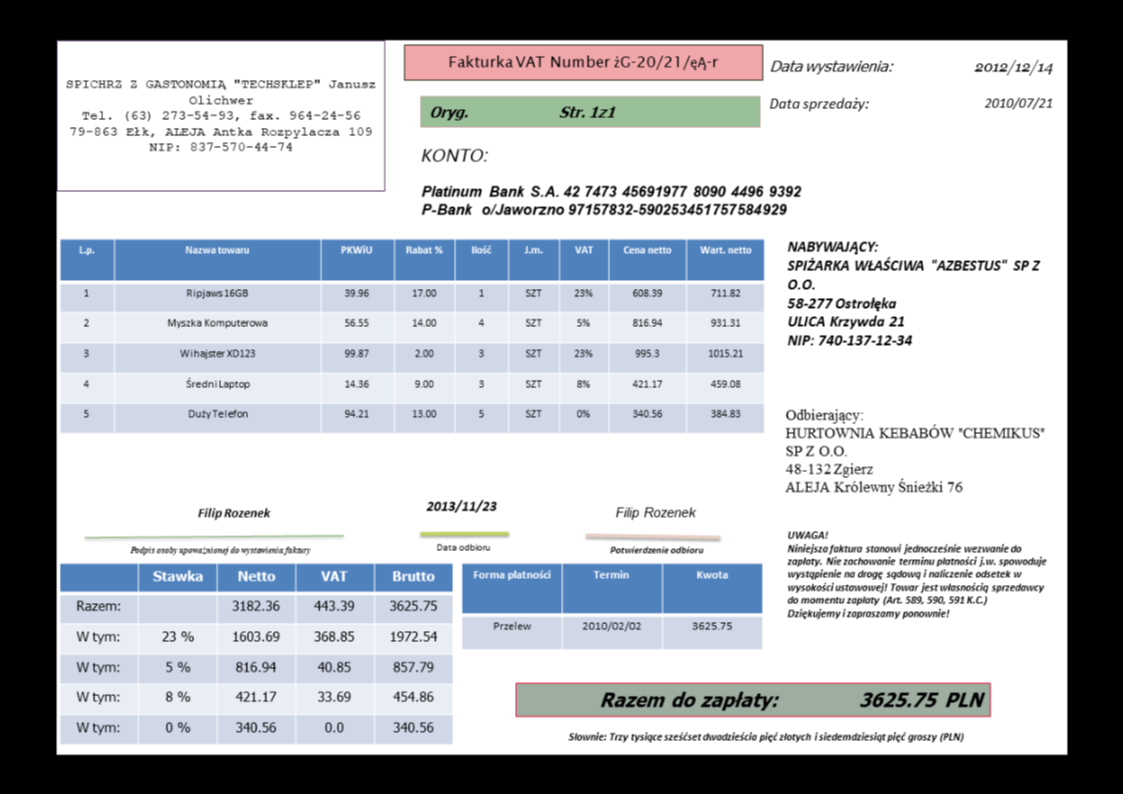 SPICHRZ Z GASTONOMIĄ "TECHSKLEP" Janusz
Olichwer
Tel. (63) 273-54-93, fax. 964-24-56
79-863 Ełk, ALEJA Antka Rozpylacza 109
NIP: 837-570-44-74
Fakturka VAT Number żG-20/21/ęĄ-r
Oryg. Str. 1z1
Data wystawienia: 2012/12/14
Data sprzedaży: 2010/07/21
KONTO:
Platinum Bank S.A. 42 7473 45691977 8090 4496 9392
P-Bank o/Jaworzno 97157832-590253451757584929
L.p. Nazwa towaru PKWiU Rabat % Ilość J.m. VAT Cena netto Wart. netto
1 Ripjaws 16GB 39.96 17.00 1 SZT 23% 608.39 711.82
2 Myszka Komputerowa 56.55 14.00 4 SZT 5% 816.94 931.31
3 Wihajster XD123 99.87 2.00 3 SZT 23% 995.3 1015.21
4 Średni Laptop 14.36 9.00 3 SZT 8% 421.17 459.08
5 Duży Telefon 94.21 13.00 5 SZT 0% 340.56 384.83
NABYWAJĄCY:
SPIŻARKA WŁAŚCIWA "AZBESTUS" SP Z
O.O.
58-277 Ostrołęka
ULICA Krzywda 21
NIP: 740-137-12-34
Odbierający:
HURTOWNIA KEBABÓW "CHEMIKUS"
SP Z O.O.
48-132 Zgierz
ALEJA Królewny Śnieżki 76
Filip Rozenek
Podpis osoby upoważnionej do wystawienia faktury
2013/11/23
Data odbioru
Filip Rozenek
Potwierdzenie odbioru
UWAGA!
Niniejsza faktura stanowi jednocześnie wezwanie do
zapłaty. Nie zachowanie terminu płatności j.w. spowoduje
wystąpienie na drogę sądową i naliczenie odsetek w
wysokości ustawowej! Towar jest własnością sprzedawcy
do momentu zapłaty (Art. 589, 590, 591 K.C.)
Dziękujemy i zapraszamy ponownie!
Stawka Netto VAT Brutto
Razem: 3182.36 443.39 3625.75
W tym: 23 % 1603.69 368.85 1972.54
W tym: 5 % 816.94 40.85 857.79
W tym: 8 % 421.17 33.69 454.86
W tym: 0 % 340.56 0.0 340.56
Forma płatności Termin Kwota
Przelew 2010/02/02 3625.75
Razem do zapłaty: 3625.75 PLN
Słownie: Trzy tysiące sześćset dwadzieścia pięć złotych i siedemdziesiąt pięć groszy (PLN)